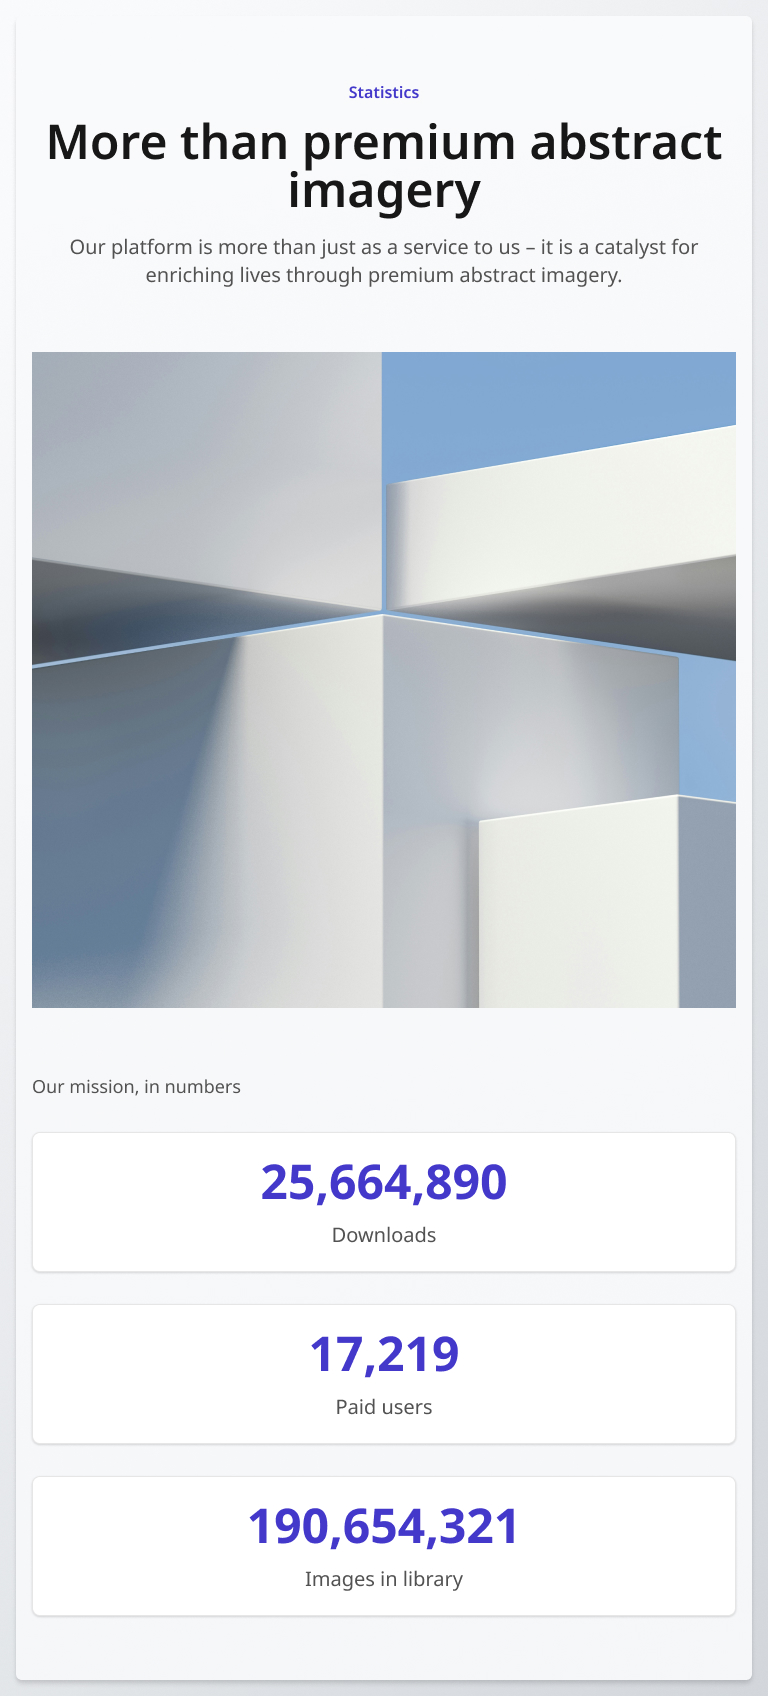 Statistics
More than premium abstract
imagery
Our platform is more than just as a service to us – it is a catalyst for
enriching lives through premium abstract imagery.
Our mission, in numbers
25,664,890
Downloads
17,219
Paid users
190,654,321
Images in library